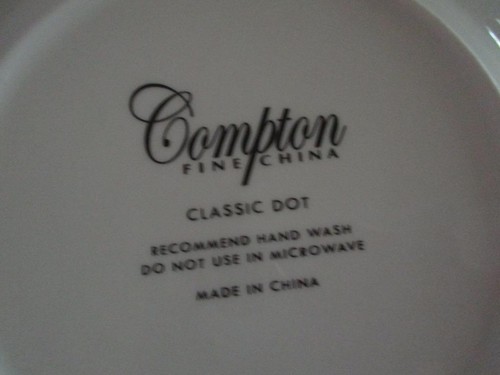 Compton
FINE CHINA
CLASSIC DOT
RECOMMEND HAND WASH
DO NOT USE IN MICROWAVE
MADE IN CHINA